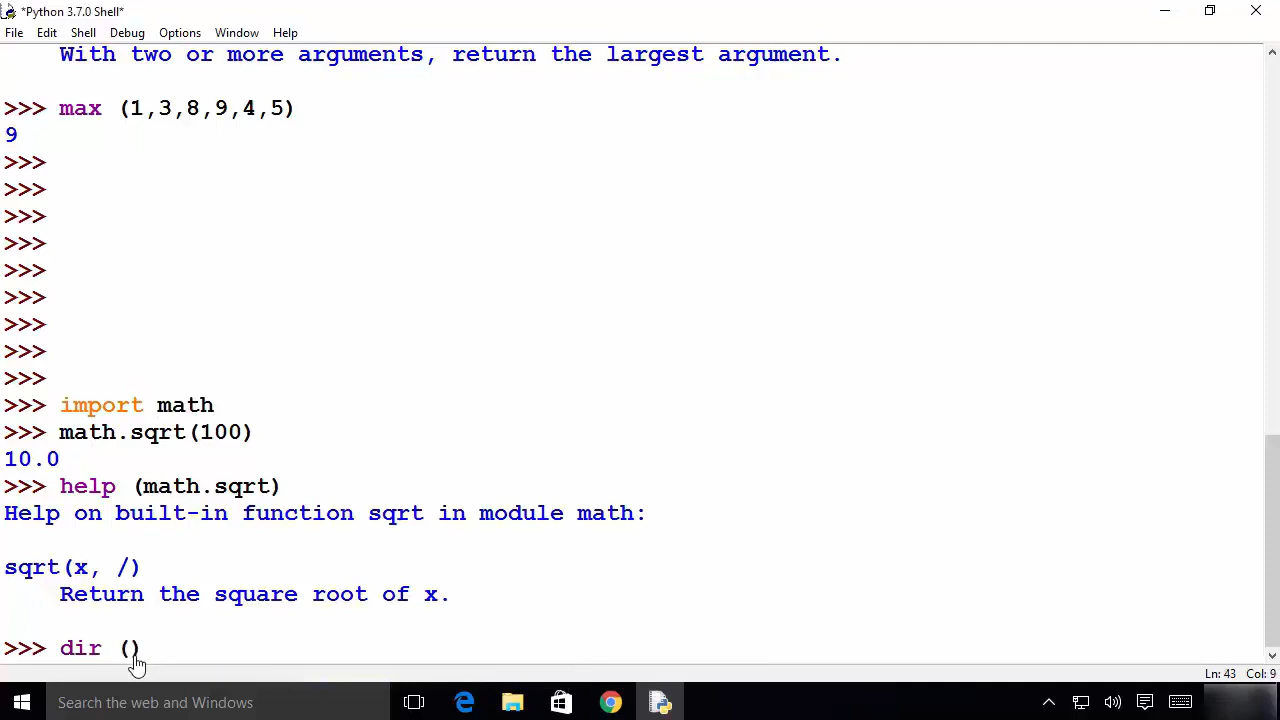 *Python 3.7.0 Shell*
File Edit Shell Debug Options Window Help
With two or more arguments, return the largest argument.
>>> max (1,3,8,9,4,5)
9
>>>
>>>
>>>
>>>
>>>
>>>
>>>
>>>
>>>
>>> import math
>>> math.sqrt(100)
10.0
>>> help (math.sqrt)
Help on built-in function sqrt in module math:
sqrt(x, /)
Return the square root of x.
>>> dir ()
Ln: 43 Col: 9
Search the web and Windows